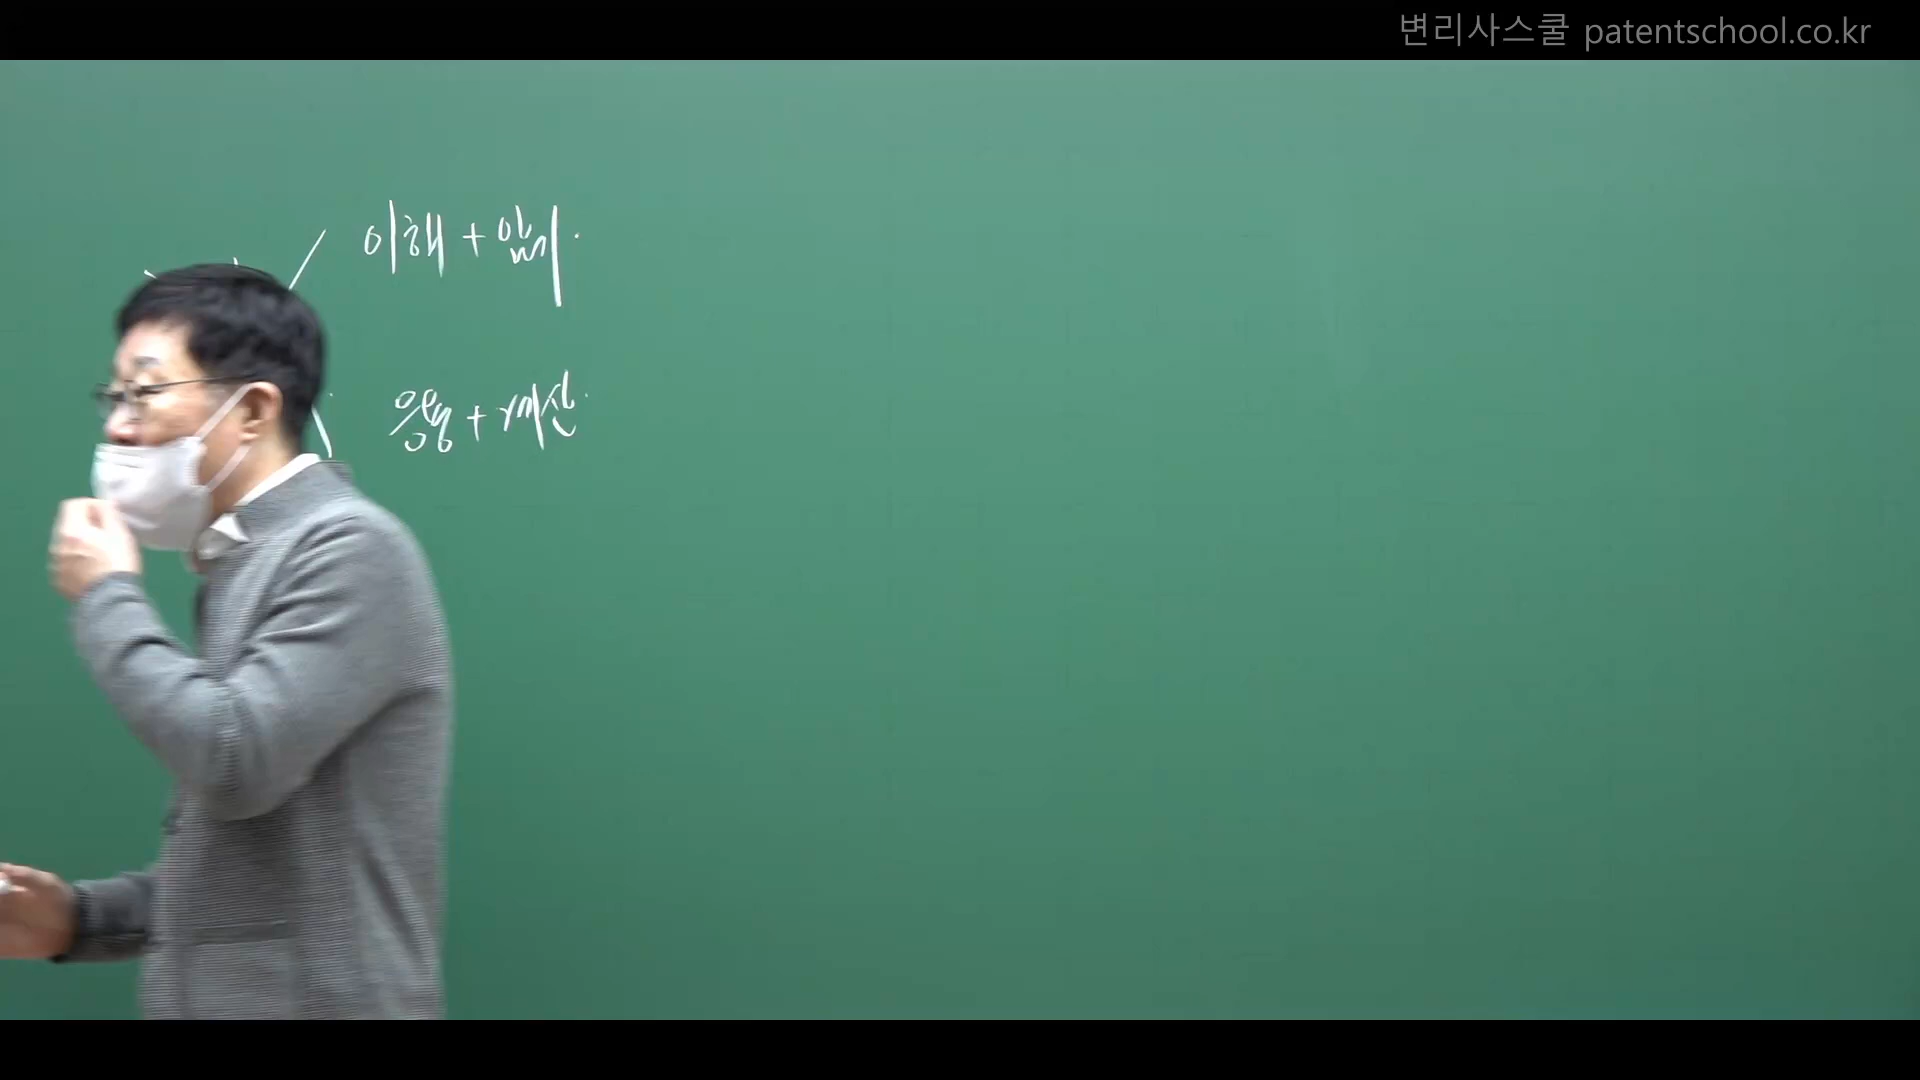 변리사스쿨 patentschool.co.kr
이해 + 암기.
응용 + 계산.